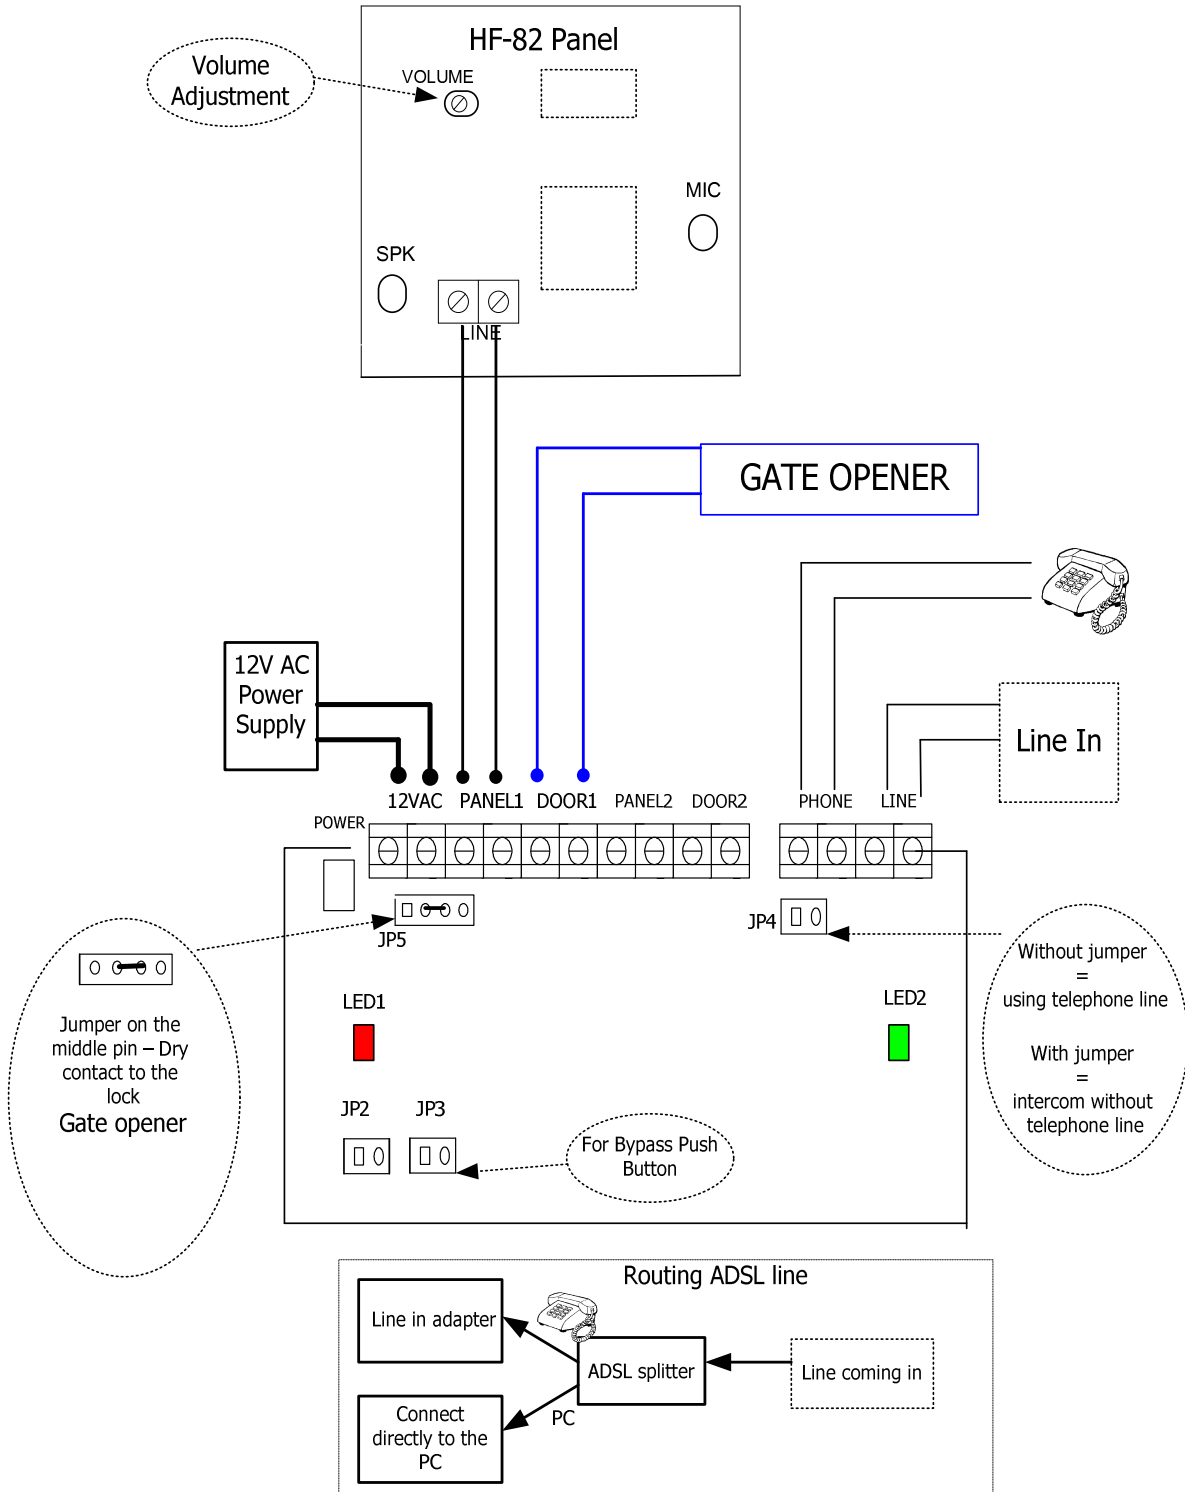 HF-82 Panel
Volume
Adjustment
VOLUME
MIC
SPK
LINE
GATE OPENER
12V AC
Power
Supply
Line In
12VAC
PANEL1
DOOR1
PANEL2
DOOR2
PHONE
LINE
POWER
JP5
JP4
Jumper on the
middle pin – Dry
contact to the
lock
Gate opener
Without jumper
=
using telephone line
With jumper
=
intercom without
telephone line
LED1
LED2
JP2
JP3
For Bypass Push
Button
Routing ADSL line
Line in adapter
ADSL splitter
Line coming in
PC
Connect
directly to the
PC